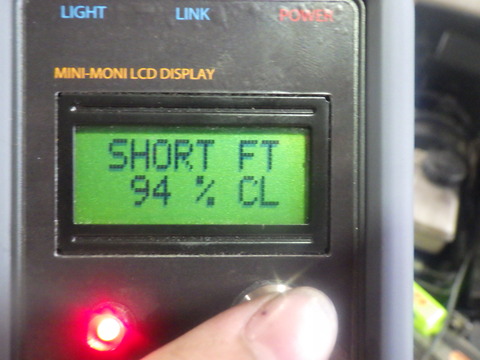 LIGHT LINK POWER
MINI-MONI LCD DISPLAY
SHORT FT
94 % CL